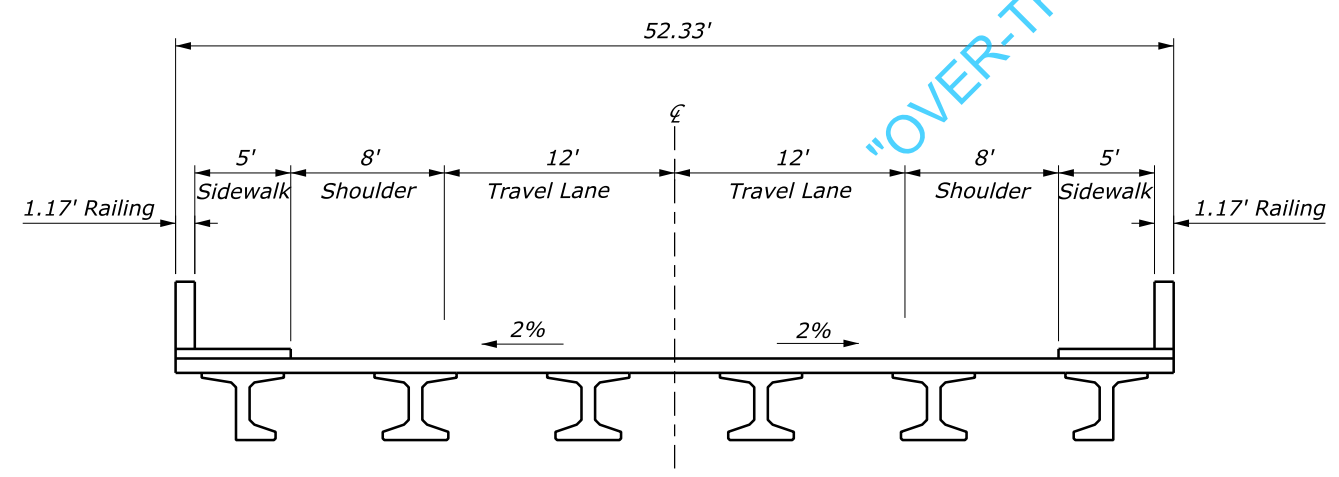 52.33'
℄
5' 8' 12' 12' 8' 5'
Sidewalk Shoulder Travel Lane Travel Lane Shoulder Sidewalk
1.17' Railing 1.17' Railing
2% 2%
"OVER-